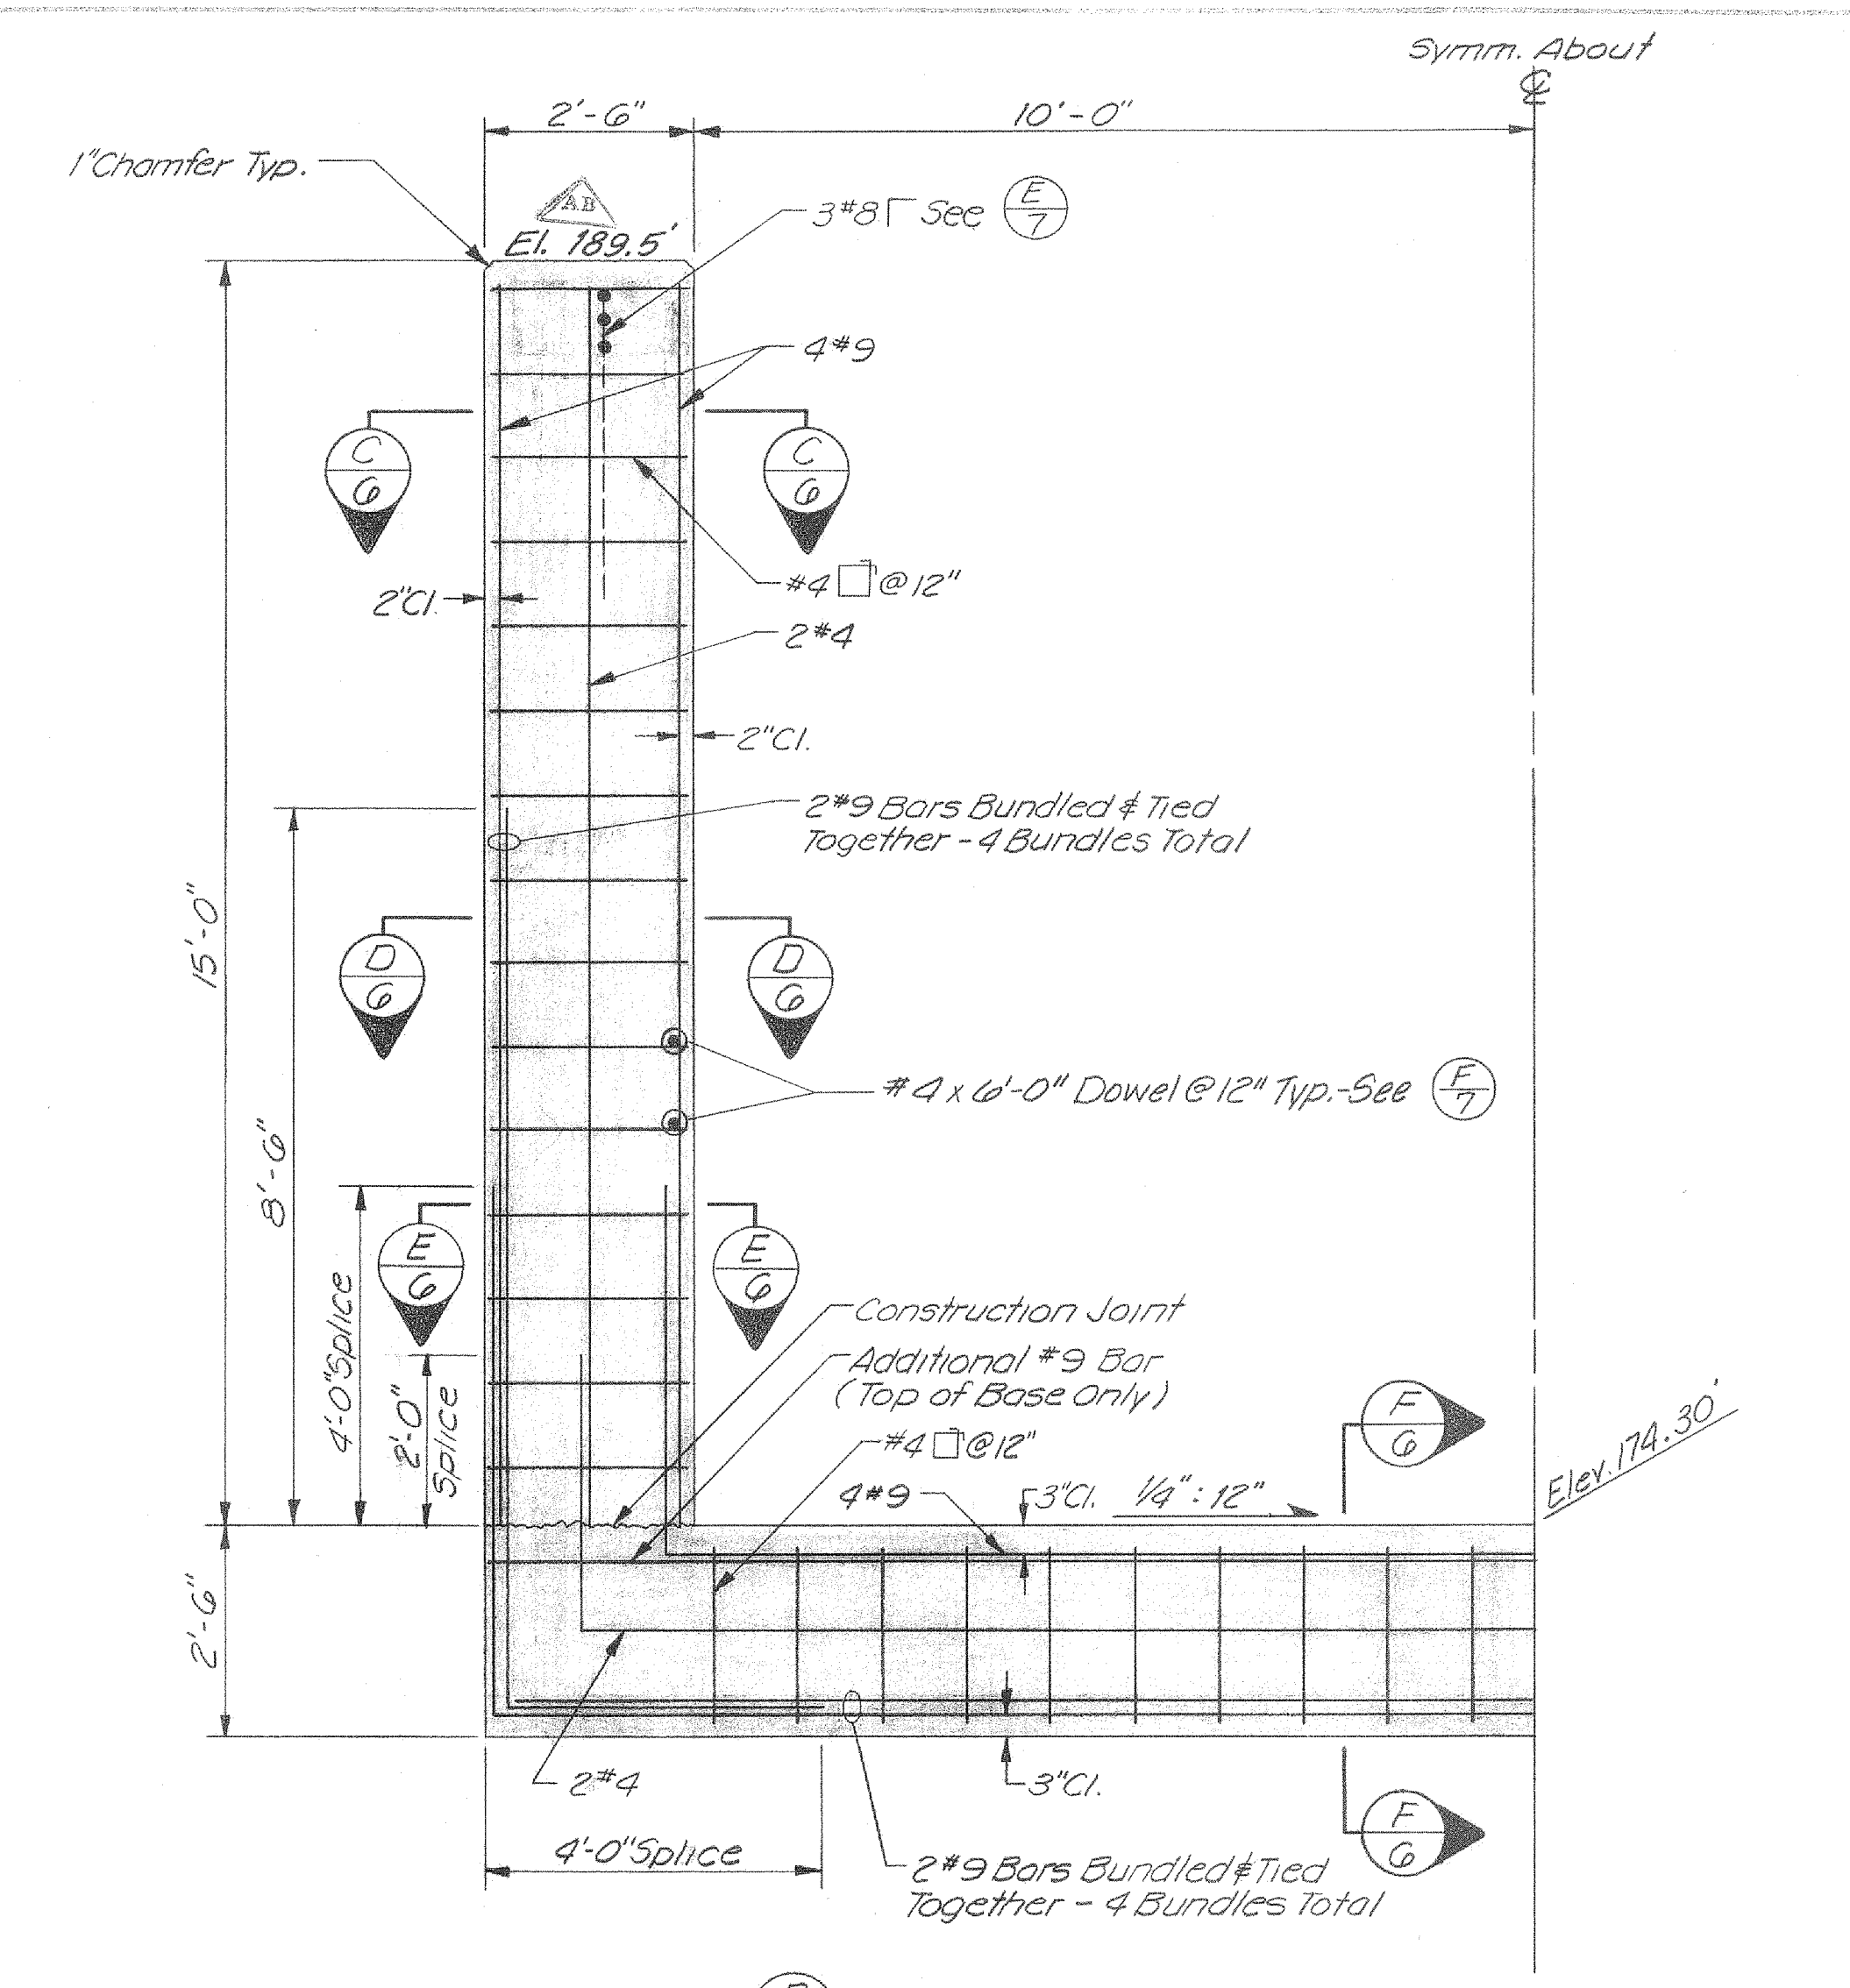 Symm. About
℄
2'-6"
10'-0"
1"Chamfer Typ.
AB
El. 189.5'
3#8 See E/7
4#9
C
6
C
6
#4 @12"
2"Cl.
2#4
2"Cl.
2#9 Bars Bundled & Tied
Together - 4 Bundles Total
15'-0"
D
6
D
6
#4 x 6'-0" Dowel @ 12" Typ.-See F/7
8'-6"
E
6
E
6
4'-0"Splice
2'-0"
Splice
Construction Joint
Additional #9 Bar
(Top of Base Only)
#4 @12"
4#9
3"Cl.
1/4" : 12"
F
6
Elev.174.30'
2'-6"
2#4
3"Cl.
F
6
4'-0"Splice
2#9 Bars Bundled & Tied
Together - 4 Bundles Total